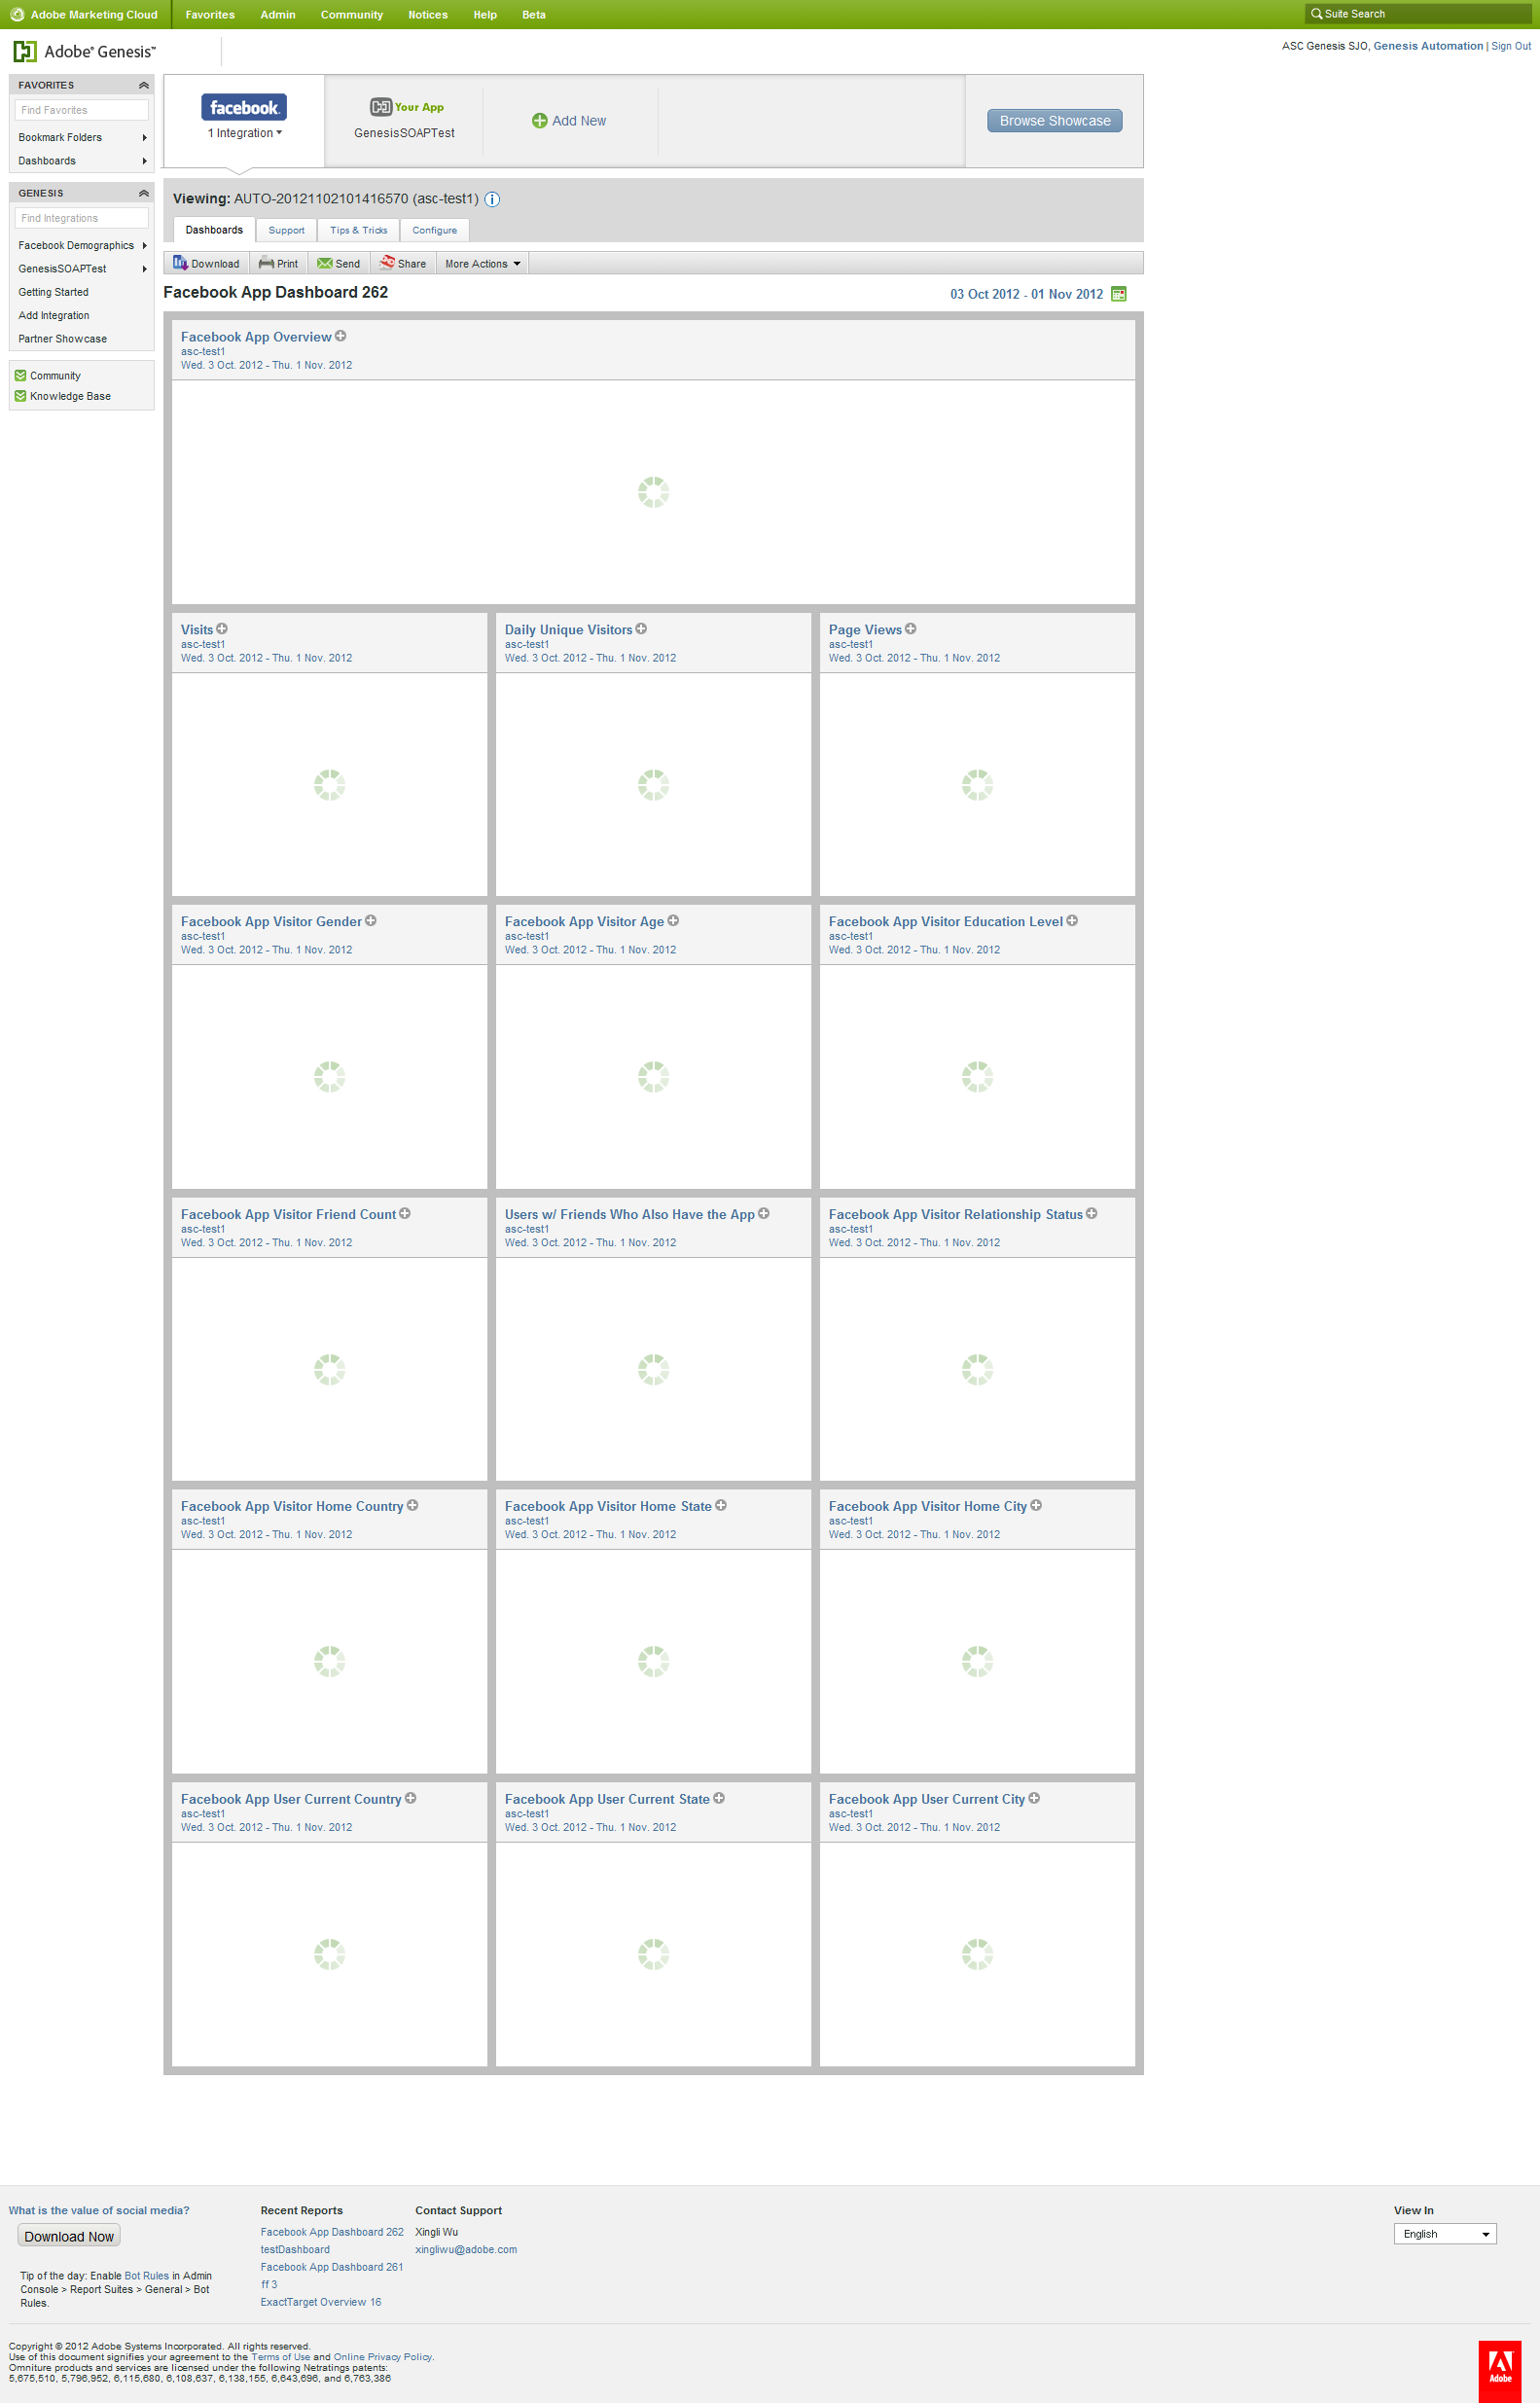 Adobe Marketing Cloud Favorites Admin Community Notices Help Beta Suite Search
Adobe® Genesis™
ASC Genesis SJO, Genesis Automation | Sign Out
FAVORITES
Find Favorites
Bookmark Folders
Dashboards
GENESIS
Find Integrations
Facebook Demographics
GenesisSOAPTest
Getting Started
Add Integration
Partner Showcase
Community
Knowledge Base
facebook
1 Integration
Your App
GenesisSOAPTest
Add New
Browse Showcase
Viewing: AUTO-20121102101416570 (asc-test1)
Dashboards Support Tips & Tricks Configure
Download Print Send Share More Actions
Facebook App Dashboard 262
03 Oct 2012 - 01 Nov 2012
Facebook App Overview
asc-test1
Wed. 3 Oct. 2012 - Thu. 1 Nov. 2012
Visits
asc-test1
Wed. 3 Oct. 2012 - Thu. 1 Nov. 2012
Daily Unique Visitors
asc-test1
Wed. 3 Oct. 2012 - Thu. 1 Nov. 2012
Page Views
asc-test1
Wed. 3 Oct. 2012 - Thu. 1 Nov. 2012
Facebook App Visitor Gender
asc-test1
Wed. 3 Oct. 2012 - Thu. 1 Nov. 2012
Facebook App Visitor Age
asc-test1
Wed. 3 Oct. 2012 - Thu. 1 Nov. 2012
Facebook App Visitor Education Level
asc-test1
Wed. 3 Oct. 2012 - Thu. 1 Nov. 2012
Facebook App Visitor Friend Count
asc-test1
Wed. 3 Oct. 2012 - Thu. 1 Nov. 2012
Users w/ Friends Who Also Have the App
asc-test1
Wed. 3 Oct. 2012 - Thu. 1 Nov. 2012
Facebook App Visitor Relationship Status
asc-test1
Wed. 3 Oct. 2012 - Thu. 1 Nov. 2012
Facebook App Visitor Home Country
asc-test1
Wed. 3 Oct. 2012 - Thu. 1 Nov. 2012
Facebook App Visitor Home State
asc-test1
Wed. 3 Oct. 2012 - Thu. 1 Nov. 2012
Facebook App Visitor Home City
asc-test1
Wed. 3 Oct. 2012 - Thu. 1 Nov. 2012
Facebook App User Current Country
asc-test1
Wed. 3 Oct. 2012 - Thu. 1 Nov. 2012
Facebook App User Current State
asc-test1
Wed. 3 Oct. 2012 - Thu. 1 Nov. 2012
Facebook App User Current City
asc-test1
Wed. 3 Oct. 2012 - Thu. 1 Nov. 2012
What is the value of social media?
Download Now
Tip of the day: Enable Bot Rules in Admin
Console > Report Suites > General > Bot
Rules.
Recent Reports
Facebook App Dashboard 262
testDashboard
Facebook App Dashboard 261
ff 3
ExactTarget Overview 16
Contact Support
Xingli Wu
xingliwu@adobe.com
View In
English
Copyright © 2012 Adobe Systems Incorporated. All rights reserved.
Use of this document signifies your agreement to the Terms of Use and Online Privacy Policy.
Omniture products and services are licensed under the following Netratings patents:
5,675,510, 5,796,952, 6,115,680, 6,108,637, 6,138,155, 6,643,696, and 6,763,386
Adobe